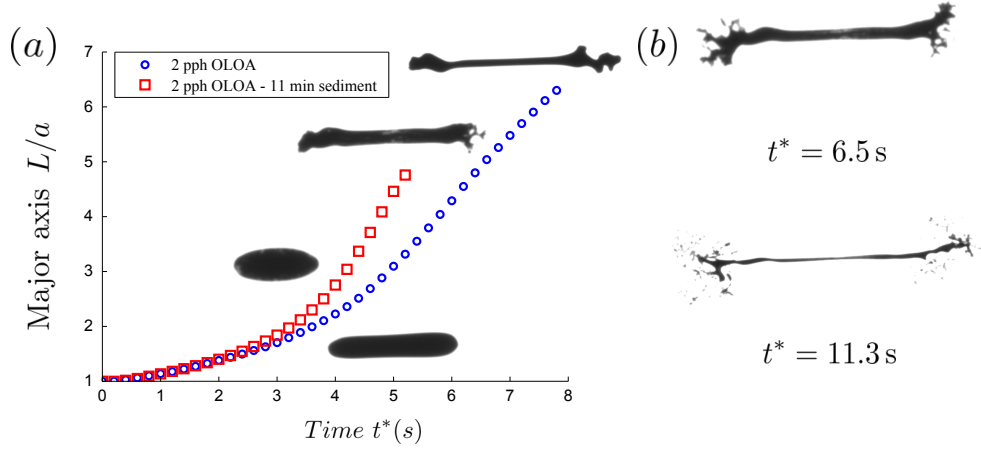 (a)
7
6
5
4
3
2
1
0 1 2 3 4 5 6 7 8
Major axis L/a
Time t*(s)
2 pph OLOA
2 pph OLOA - 11 min sediment
(b)
t* = 6.5 s
t* = 11.3 s